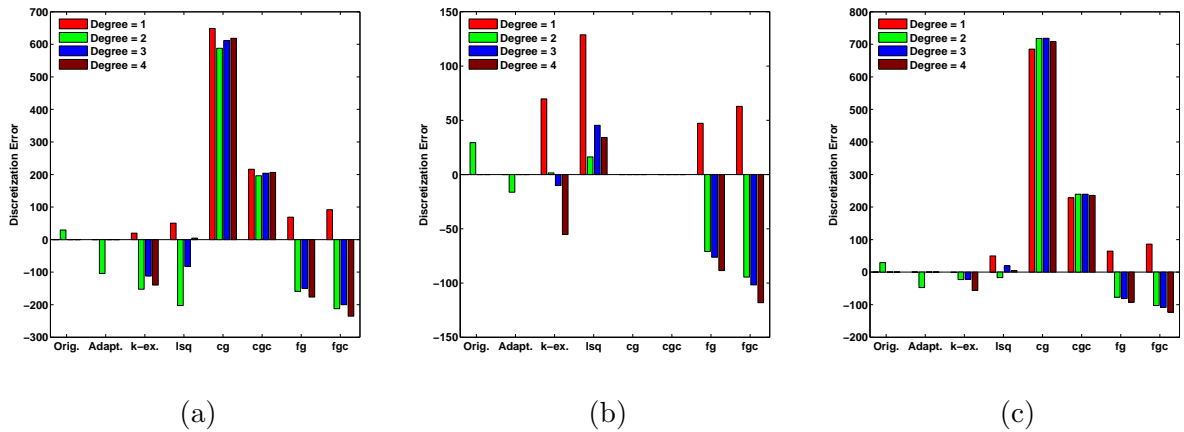 Discretization Error
700
600
500
400
300
200
100
0
−100
−200
−300
Degree = 1
Degree = 2
Degree = 3
Degree = 4
Orig. Adapt. k−ex. lsq cg cgc fg fgc
(a)
Discretization Error
150
100
50
0
−50
−100
−150
Degree = 1
Degree = 2
Degree = 3
Degree = 4
Orig. Adapt. k−ex. lsq cg cgc fg fgc
(b)
Discretization Error
800
700
600
500
400
300
200
100
0
−100
−200
Degree = 1
Degree = 2
Degree = 3
Degree = 4
Orig. Adapt. k−ex. lsq cg cgc fg fgc
(c)